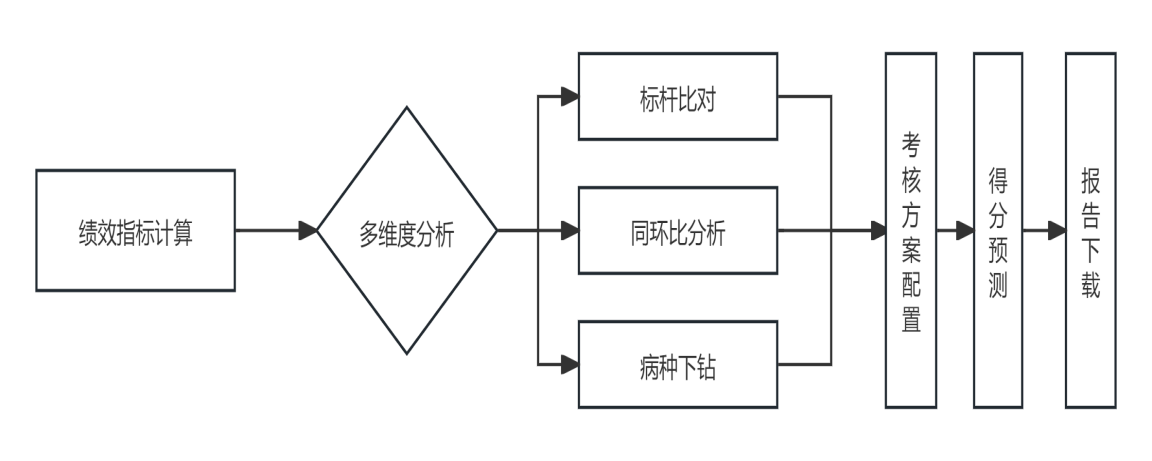 绩效指标计算
多维度分析
标杆比对
同环比分析
病种下钻
考核方案配置
得分预测
报告下载